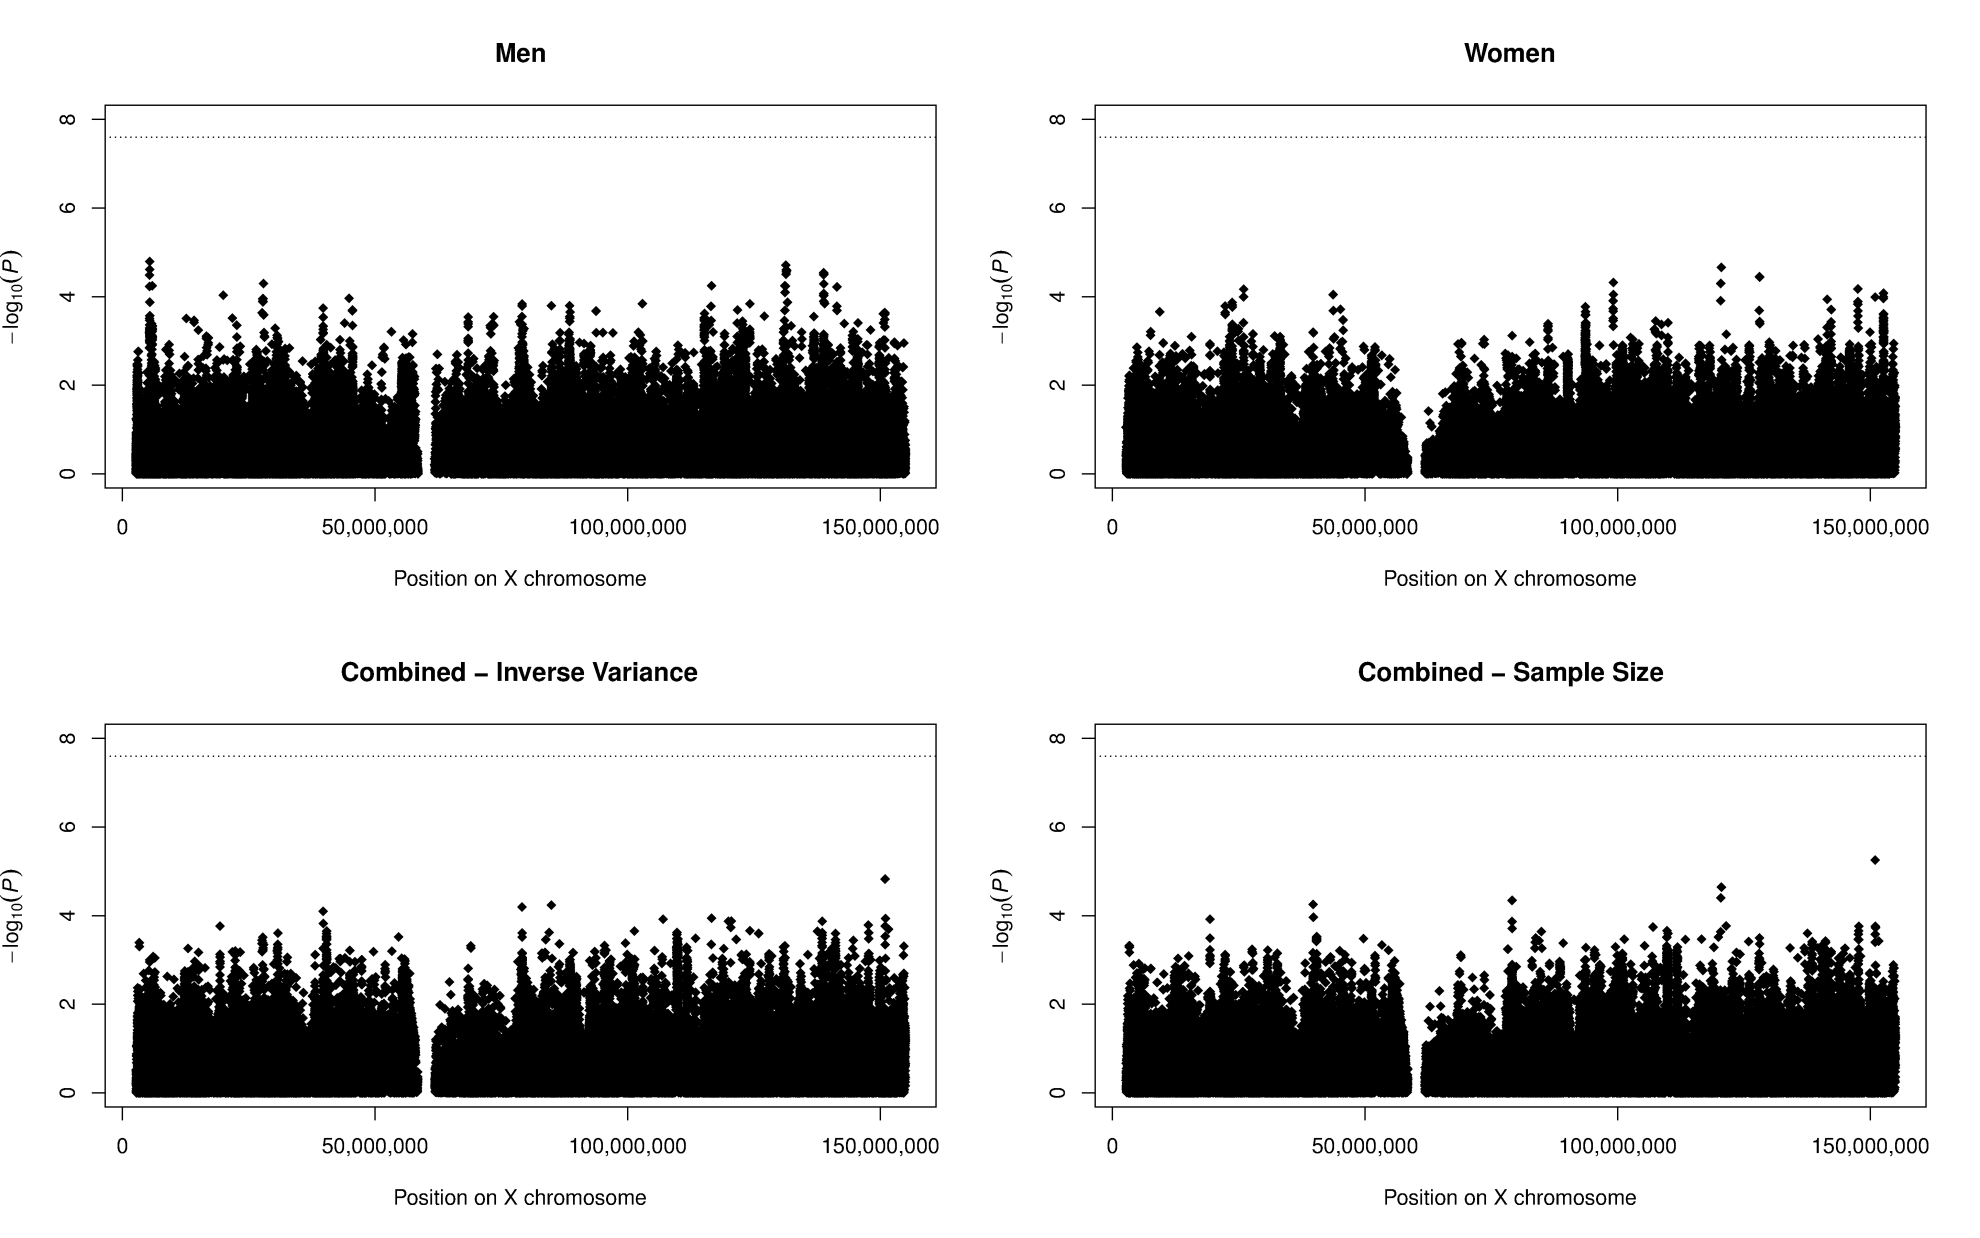 Men
8
6
4
2
0
−log10(P)
0 50,000,000 100,000,000 150,000,000
Position on X chromosome
Women
8
6
4
2
0
−log10(P)
0 50,000,000 100,000,000 150,000,000
Position on X chromosome
Combined − Inverse Variance
8
6
4
2
0
−log10(P)
0 50,000,000 100,000,000 150,000,000
Position on X chromosome
Combined − Sample Size
8
6
4
2
0
−log10(P)
0 50,000,000 100,000,000 150,000,000
Position on X chromosome